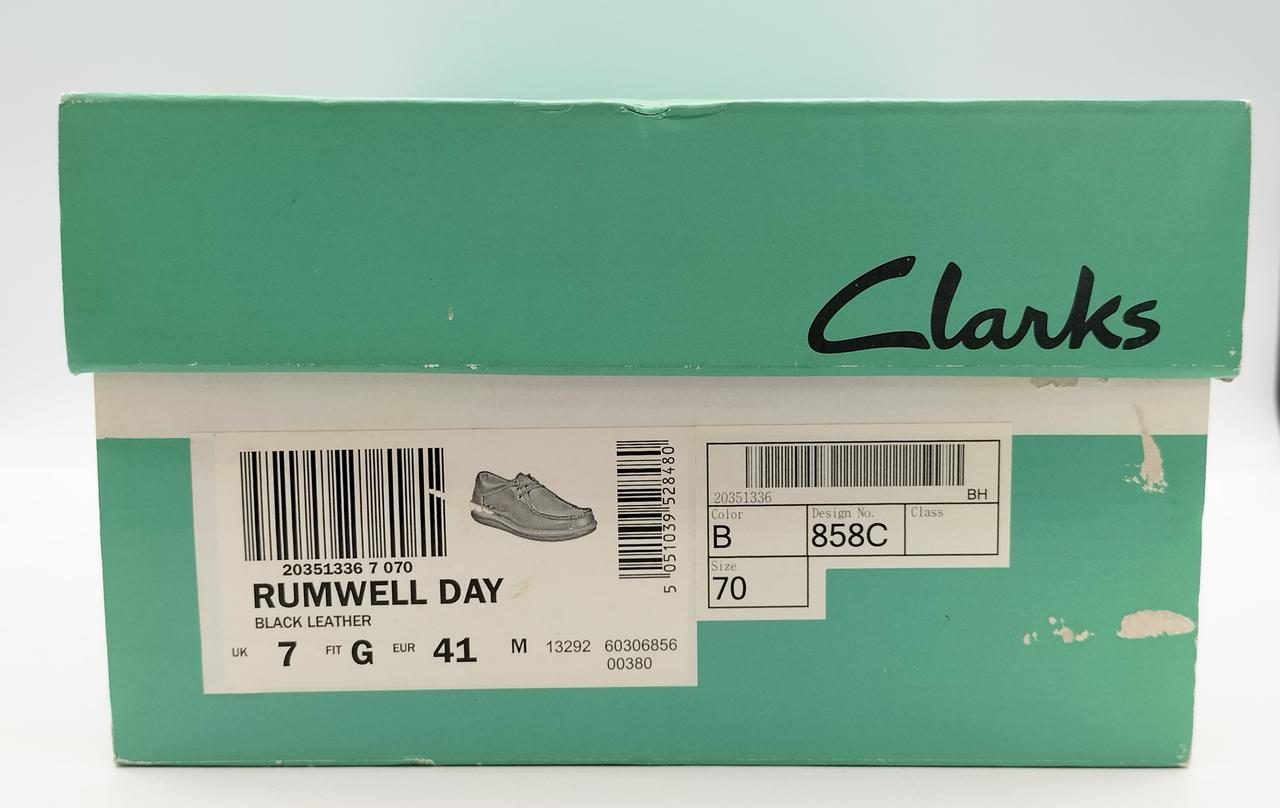 Clarks
20351336 7 070
5 051039 528480
RUMWELL DAY
BLACK LEATHER
UK 7 FIT G EUR 41 M 13292 60306856
00380
20351336 BH
Color Design No. Class
B 858C
Size
70